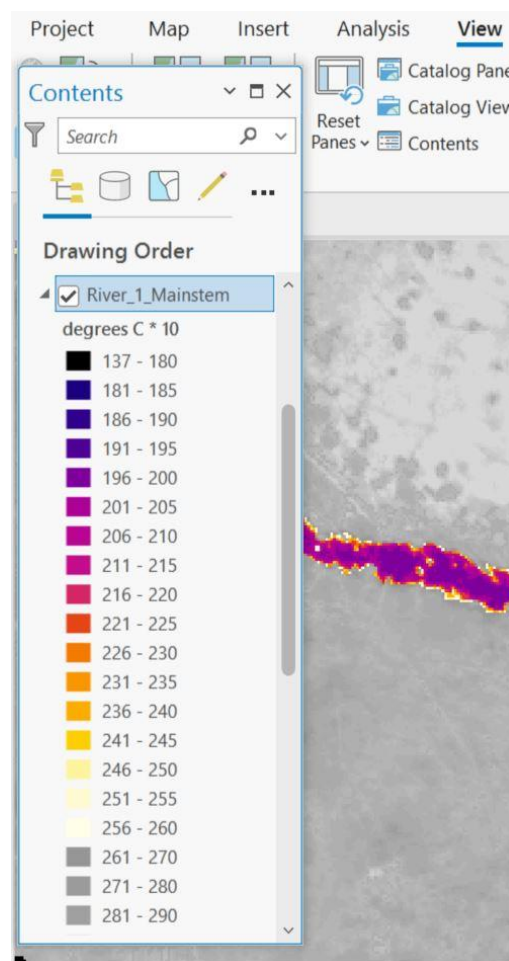 Project Map Insert Analysis View
Contents
Search
Reset
Panes
Catalog Pane
Catalog View
Contents
Drawing Order
River_1_Mainstem
degrees C * 10
137 - 180
181 - 185
186 - 190
191 - 195
196 - 200
201 - 205
206 - 210
211 - 215
216 - 220
221 - 225
226 - 230
231 - 235
236 - 240
241 - 245
246 - 250
251 - 255
256 - 260
261 - 270
271 - 280
281 - 290